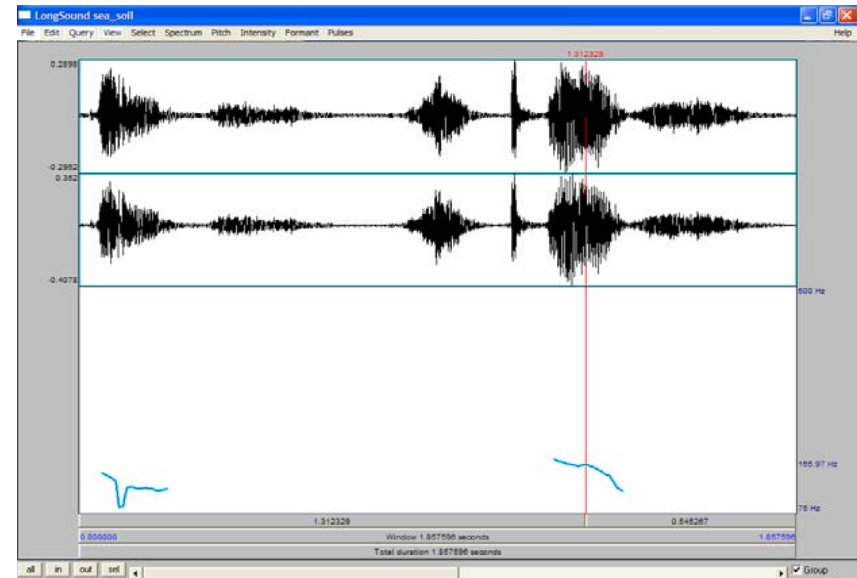 LongSound sea_soil
File Edit Query View Select Spectrum Pitch Intensity Formant Pulses Help
1.312329
0.2898
-0.2962
0.362
-0.4078
500 Hz
166.97 Hz
75 Hz
1.312329 0.545267
0.000000 Window 1.857596 seconds 1.857596
Total duration 1.857596 seconds
all in out sel Group